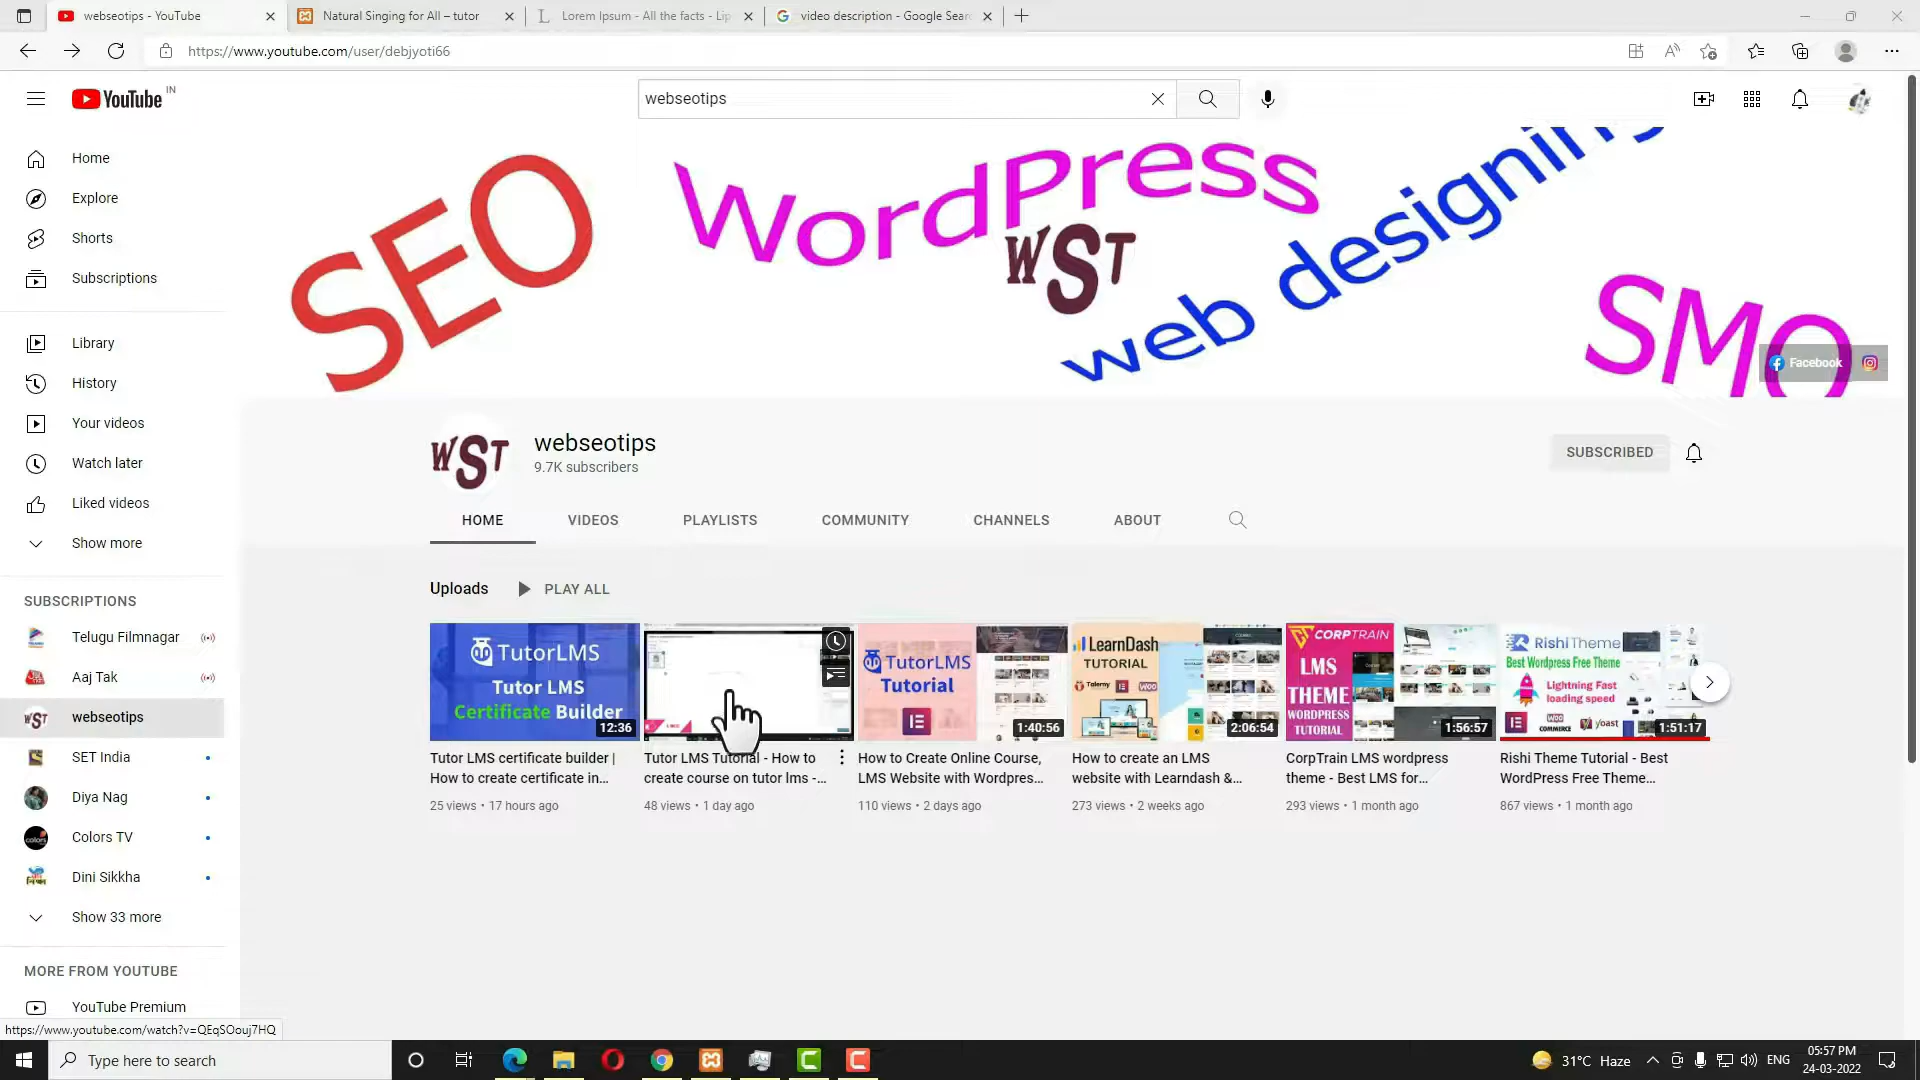 webseotips - YouTube
Natural Singing for All – tutor
Lorem Ipsum - All the facts - Lip
video description - Google Sear
https://www.youtube.com/user/debjyoti66
YouTube IN
webseotips
Home
Explore
Shorts
Subscriptions
Library
History
Your videos
Watch later
Liked videos
Show more
SUBSCRIPTIONS
Telugu Filmnagar
Aaj Tak
webseotips
SET India
Diya Nag
Colors TV
Dini Sikkha
Show 33 more
MORE FROM YOUTUBE
YouTube Premium
https://www.youtube.com/watch?v=QEqSOouj7HQ
SEO
WordPress
WST
web designing
SMO
Facebook
WST
webseotips
9.7K subscribers
SUBSCRIBED
HOME
VIDEOS
PLAYLISTS
COMMUNITY
CHANNELS
ABOUT
Uploads
PLAY ALL
TutorLMS
Tutor LMS
Certificate Builder
12:36
Tutor LMS certificate builder |
How to create certificate in...
25 views • 17 hours ago
Tutor LMS Tutorial - How to
create course on tutor lms -...
48 views • 1 day ago
TutorLMS
Tutorial
1:40:56
How to Create Online Course,
LMS Website with Wordpres...
110 views • 2 days ago
LearnDash
TUTORIAL
Talemy
WOO
2:06:54
How to create an LMS
website with Learndash &...
273 views • 2 weeks ago
CORPTRAIN
LMS
THEME
WORDPRESS
TUTORIAL
1:56:57
CorpTrain LMS wordpress
theme - Best LMS for...
293 views • 1 month ago
RishiTheme
Best Wordpress Free Theme
Lightning Fast
loading speed
WOO
COMMERCE
yoast
1:51:17
Rishi Theme Tutorial - Best
WordPress Free Theme...
867 views • 1 month ago
Type here to search
31°C Haze
ENG
05:57 PM
24-03-2022